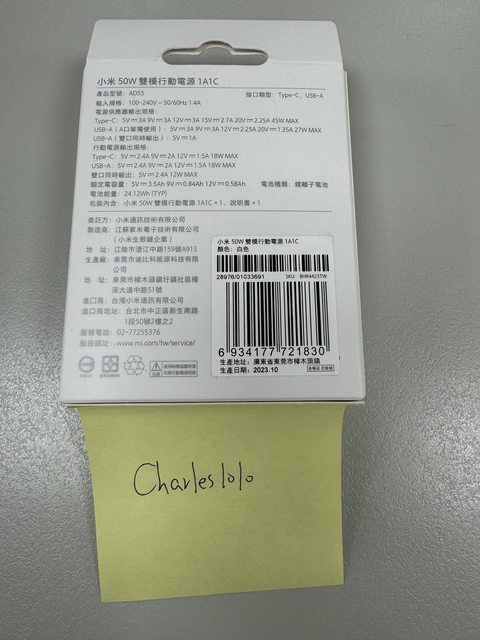 小米 50W 雙模行動電源 1A1C
產品型號: AD55 接口類型: Type-C、USB-A
輸入規格: 100-240V~ 50/60Hz 1.4A
電源供應器輸出規格:
Type-C: 5V⎓3A 9V⎓3A 12V⎓3A 15V⎓2.7A 20V⎓2.25A 45W MAX
USB-A (A口單獨使用): 5V⎓3A 9V⎓3A 12V⎓2.25A 20V⎓1.35A 27W MAX
USB-A (雙口同時輸出): 5V⎓1A
行動電源輸出規格:
Type-C: 5V⎓2.4A 9V⎓2A 12V⎓1.5A 18W MAX
USB-A: 5V⎓2.4A 9V⎓2A 12V⎓1.5A 18W MAX
雙口同時輸出: 5V⎓2.4A 12W MAX
額定電容量: 5V⎓3.5Ah 9V⎓0.84Ah 12V⎓0.58Ah 電池種類: 鋰離子電池
電池能量: 24.12Wh (TYP)
包裝內含: 小米 50W 雙模行動電源 1A1C × 1、說明書 × 1
委託方: 小米通訊技術有限公司
製造商: 江蘇紫米電子技術有限公司
(小米生態鏈企業)
地 址: 江陰市澄江中路159號A913
生產廠: 東莞市迪比科能源科技有限公
司
地 址: 東莞市樟木頭鎮圩鎮社區樟
深大道中路51號
進口商: 台灣小米通訊有限公司
進口商地址: 台北市中正區新生南路
1段50號2樓之2
服務電話: 02-77255376
服務網址: www.mi.com/tw/service/
小米 50W 雙模行動電源 1A1C
顏色: 白色
28976/01033691 SKU: BHR4423TW
6 934177 721830
生產地址: 廣東省東莞市樟木頭鎮
生產日期: 2023.10
合格證 已檢驗
Charleslolo